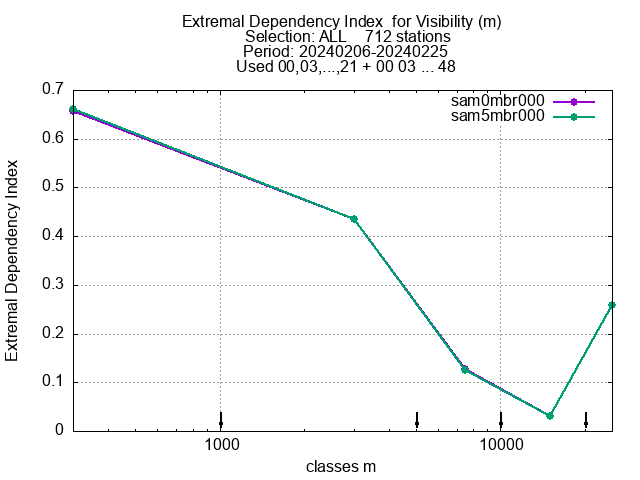 Extremal Dependency Index  for Visibility (m)
Selection: ALL    712 stations
Period: 20240206-20240225
Used 00,03,...,21 + 00 03 ... 48
sam0mbr000
sam5mbr000
Extremal Dependency Index
0.7
0.6
0.5
0.4
0.3
0.2
0.1
0
1000
10000
classes m